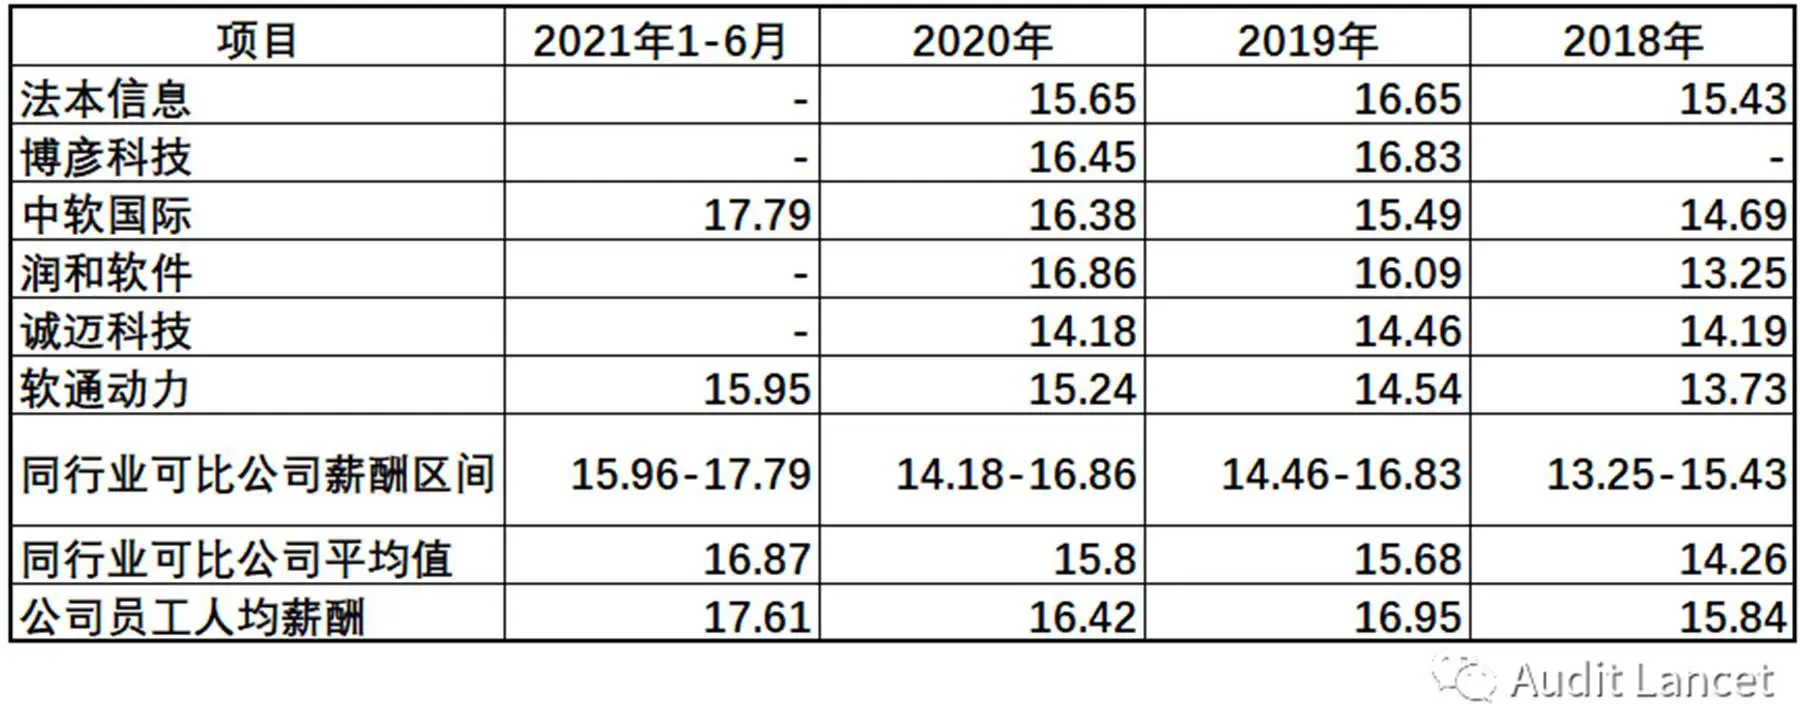 项目 2021年1-6月 2020年 2019年 2018年
法本信息 - 15.65 16.65 15.43
博彦科技 - 16.45 16.83 -
中软国际 17.79 16.38 15.49 14.69
润和软件 - 16.86 16.09 13.25
诚迈科技 - 14.18 14.46 14.19
软通动力 15.95 15.24 14.54 13.73
同行业可比公司薪酬区间 15.96-17.79 14.18-16.86 14.46-16.83 13.25-15.43
同行业可比公司平均值 16.87 15.8 15.68 14.26
公司员工人均薪酬 17.61 16.42 16.95 15.84
Audit Lancet